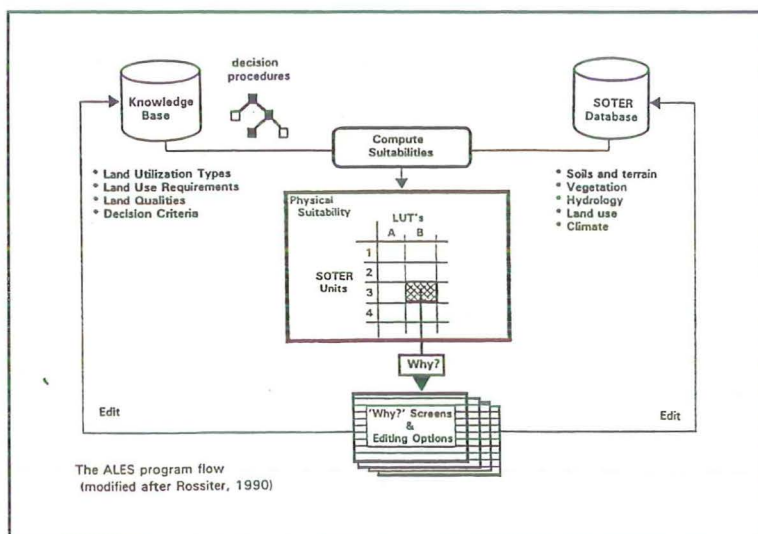 decision
procedures
Knowledge
Base
SOTER
Database
Compute
Suitabilities
* Land Utilization Types
* Land Use Requirements
* Land Qualities
* Decision Criteria
* Soils and terrain
* Vegetation
* Hydrology
* Land use
* Climate
Physical
Suitability
LUT's
A B
SOTER
Units
1
2
3
4
Why?
'Why?' Screens
&
Editing Options
Edit
Edit
The ALES program flow
(modified after Rossiter, 1990)